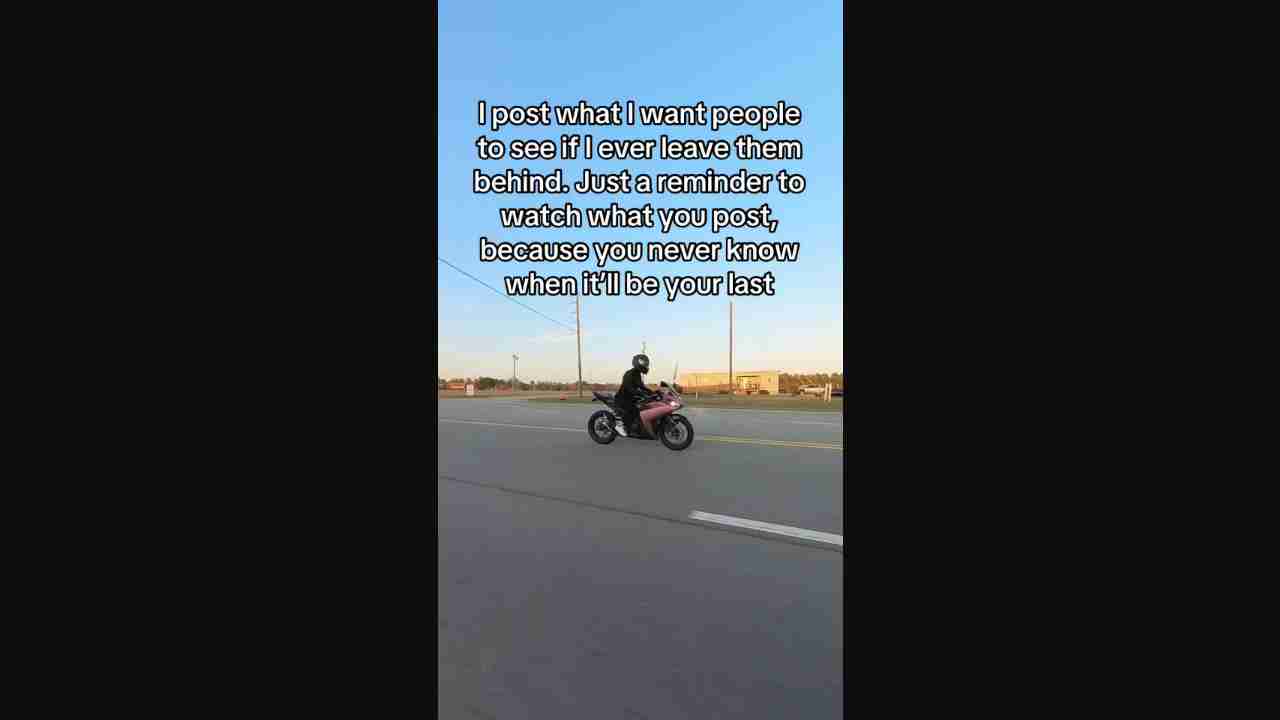 I post what I want people
to see if I ever leave them
behind. Just a reminder to
watch what you post,
because you never know
when it’ll be your last